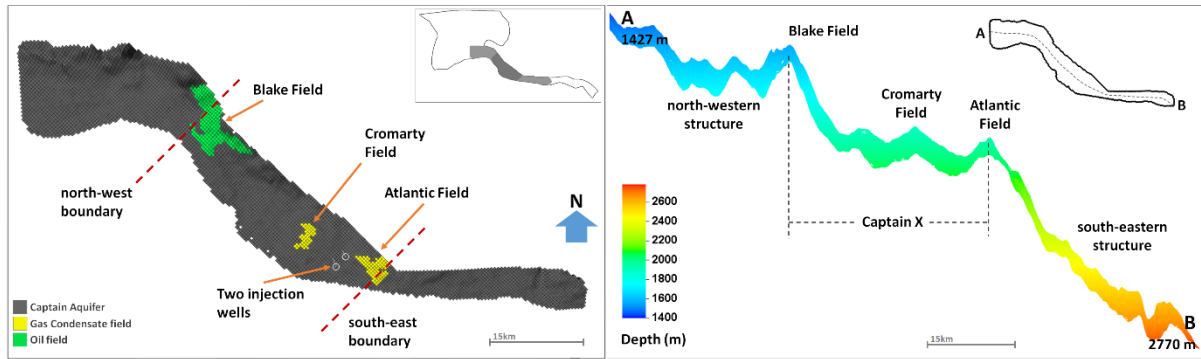 Blake Field
Cromarty
Field
Atlantic Field
north-west
boundary
N
Two injection
wells
south-east
boundary
Captain Aquifer
Gas Condensate field
Oil field
15km
A
1427 m
Blake Field
A
B
north-western
structure
Cromarty
Field
Atlantic
Field
Captain X
south-eastern
structure
2600
2400
2200
2000
1800
1600
1400
Depth (m)
15km
B
2770 m